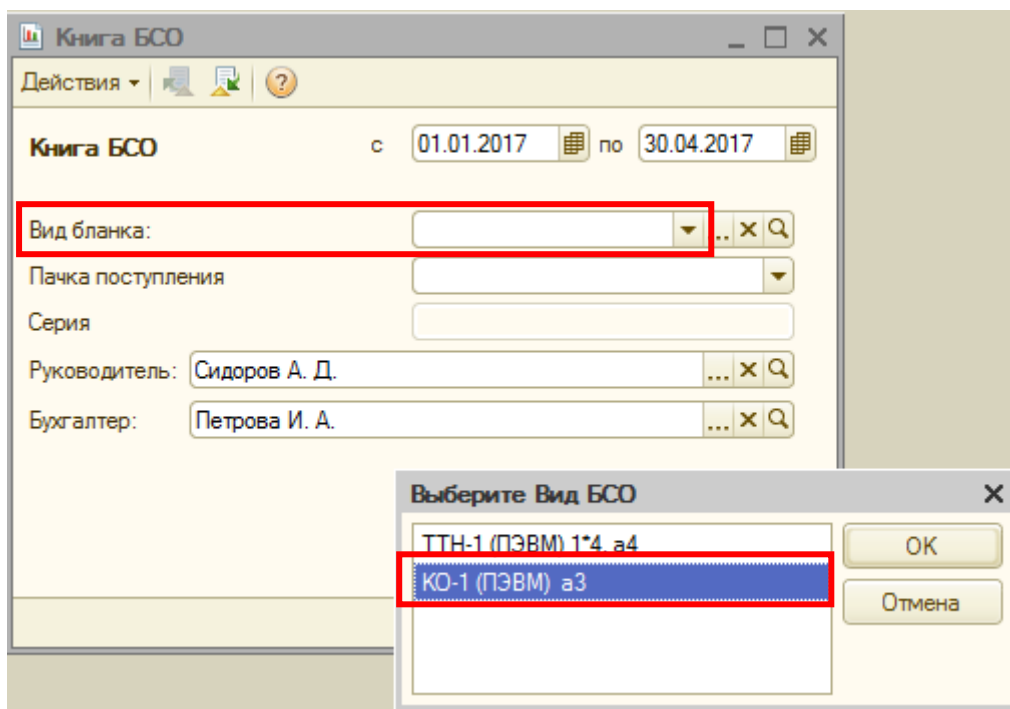 Книга БСО
Действия
Книга БСО с 01.01.2017 по 30.04.2017
Вид бланка:
Пачка поступления
Серия
Руководитель: Сидоров А. Д.
Бухгалтер: Петрова И. А.
Выберите Вид БСО
ТТН-1 (ПЭВМ) 1*4, а4
КО-1 (ПЭВМ) а3
OK
Отмена